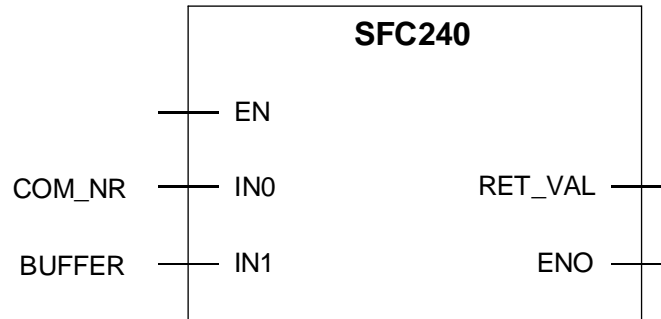 SFC240
EN
COM_NR IN0 RET_VAL
BUFFER IN1 ENO